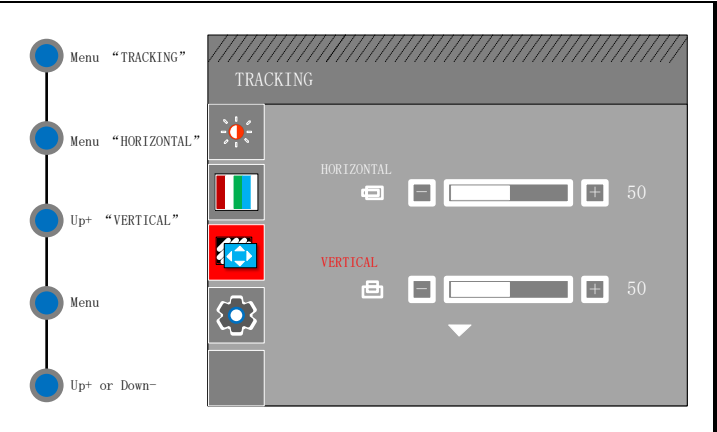 Menu “TRACKING”
Menu “HORIZONTAL”
Up+ “VERTICAL”
Menu
Up+ or Down-
TRACKING
HORIZONTAL
50
VERTICAL
50